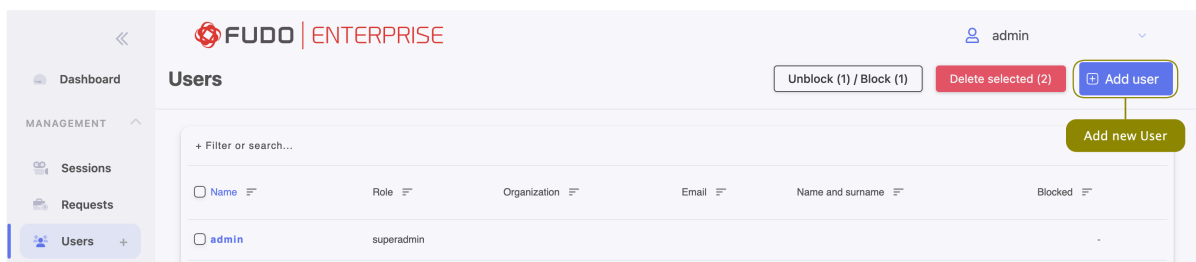 FUDO ENTERPRISE
admin
Dashboard
Users
Unblock (1) / Block (1)
Delete selected (2)
Add user
MANAGEMENT
Add new User
+ Filter or search...
Sessions
Name Role Organization Email Name and surname Blocked
Requests
Users +
admin superadmin -